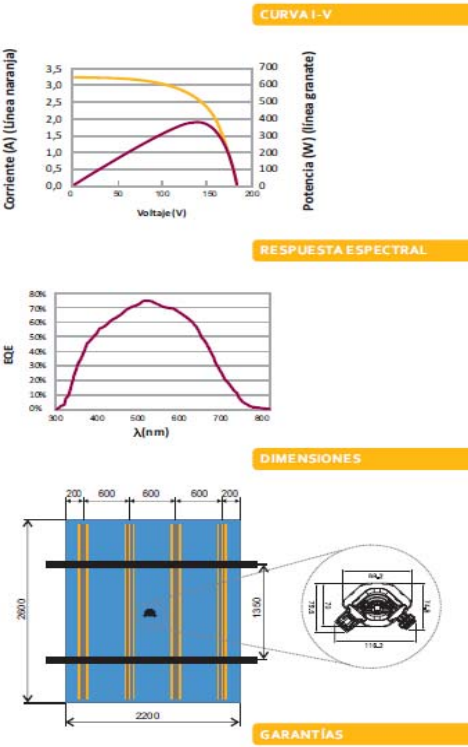 CURVA I-V
Corriente (A) (Línea naranja)
3,5
3,0
2,5
2,0
1,5
1,0
0,5
0,0
700
600
500
400
300
200
100
0
Potencia (W) (línea granate)
0 50 100 150 200
Voltaje (V)
RESPUESTA ESPECTRAL
EQE
80%
70%
60%
50%
40%
30%
20%
10%
0%
300 400 500 600 700 800
λ(nm)
DIMENSIONES
200 600 600 600 200
2600
1350
2200
GARANTÍAS